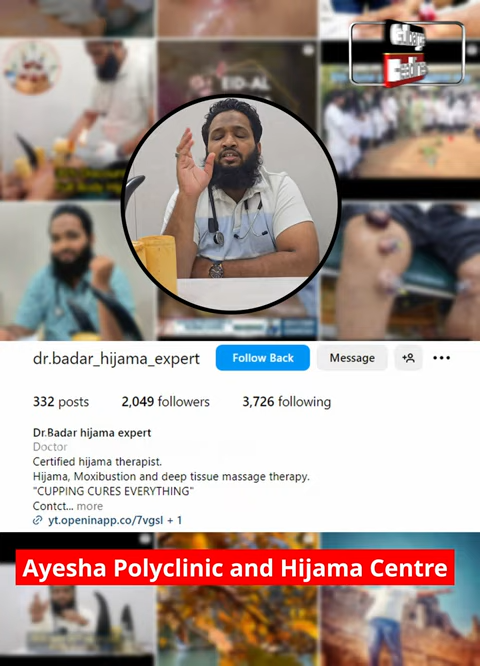 Gulbarga
Headlines
dr.badar_hijama_expert
Follow Back
Message
332 posts
2,049 followers
3,726 following
Dr.Badar hijama expert
Doctor
Certified hijama therapist.
Hijama, Moxibustion and deep tissue massage therapy.
"CUPPING CURES EVERYTHING"
Contct... more
yt.openinapp.co/7vgsl + 1
Ayesha Polyclinic and Hijama Centre